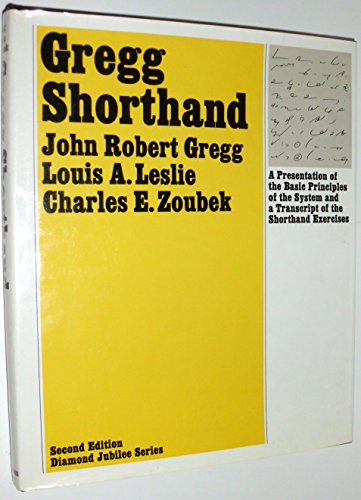 Gregg
Shorthand
John Robert Gregg
Louis A. Leslie
Charles E. Zoubek
A Presentation of
the Basic Principles
of the System and
a Transcript of the
Shorthand Exercises
Second Edition
Diamond Jubilee Series